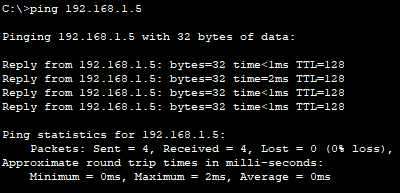 C:\>ping 192.168.1.5
Pinging 192.168.1.5 with 32 bytes of data:
Reply from 192.168.1.5: bytes=32 time<1ms TTL=128
Reply from 192.168.1.5: bytes=32 time=2ms TTL=128
Reply from 192.168.1.5: bytes=32 time<1ms TTL=128
Reply from 192.168.1.5: bytes=32 time<1ms TTL=128
Ping statistics for 192.168.1.5:
    Packets: Sent = 4, Received = 4, Lost = 0 (0% loss),
Approximate round trip times in milli-seconds:
    Minimum = 0ms, Maximum = 2ms, Average = 0ms